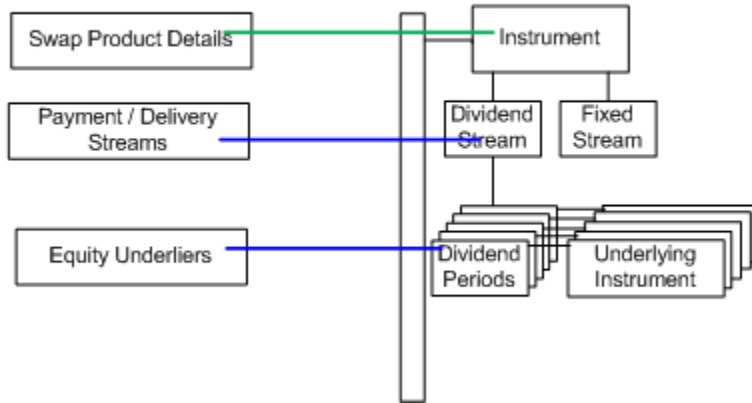 Swap Product Details
Instrument
Payment / Delivery
Streams
Dividend
Stream
Fixed
Stream
Equity Underliers
Dividend
Periods
Underlying
Instrument